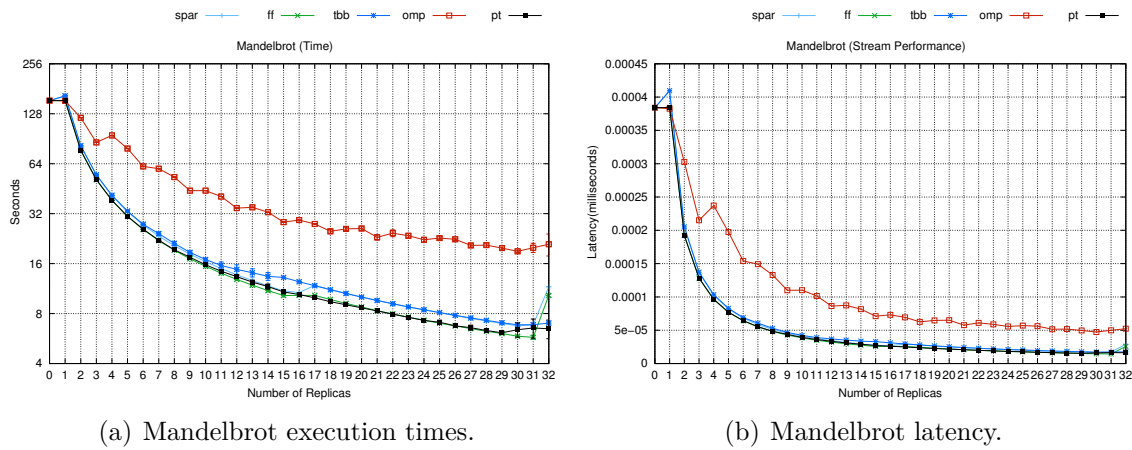 spar ff tbb omp pt
Mandelbrot (Time)
256
128
64
32
16
8
4
Seconds
0 1 2 3 4 5 6 7 8 9 10 11 12 13 14 15 16 17 18 19 20 21 22 23 24 25 26 27 28 29 30 31 32
Number of Replicas
(a) Mandelbrot execution times.
spar ff tbb omp pt
Mandelbrot (Stream Performance)
0.00045
0.0004
0.00035
0.0003
0.00025
0.0002
0.00015
0.0001
5e-05
0
Latency(milliseconds)
0 1 2 3 4 5 6 7 8 9 10 11 12 13 14 15 16 17 18 19 20 21 22 23 24 25 26 27 28 29 30 31 32
Number of Replicas
(b) Mandelbrot latency.